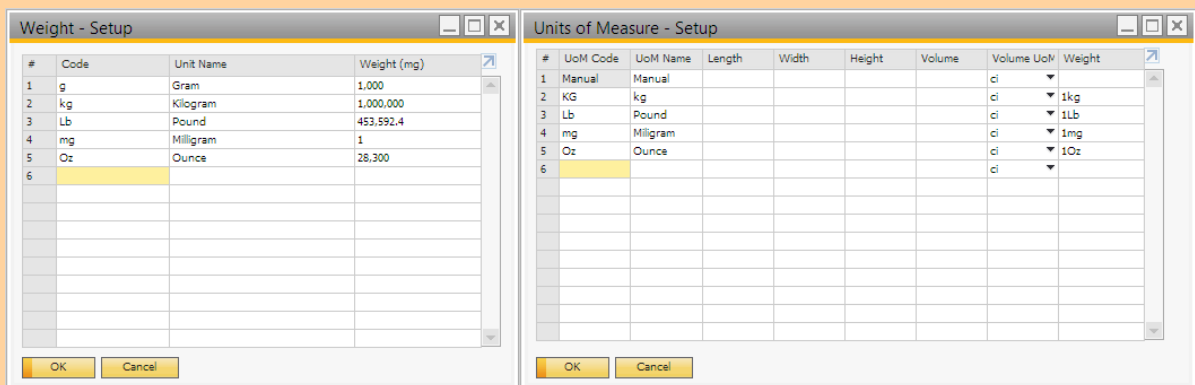 Weight - Setup
# Code Unit Name Weight (mg)
1 g Gram 1,000
2 kg Kilogram 1,000,000
3 Lb Pound 453,592.4
4 mg Milligram 1
5 Oz Ounce 28,300
6
OK Cancel
Units of Measure - Setup
# UoM Code UoM Name Length Width Height Volume Volume UoM Weight
1 Manual Manual ci
2 KG kg ci 1kg
3 Lb Pound ci 1Lb
4 mg Miligram ci 1mg
5 Oz Ounce ci 1Oz
6 ci
OK Cancel